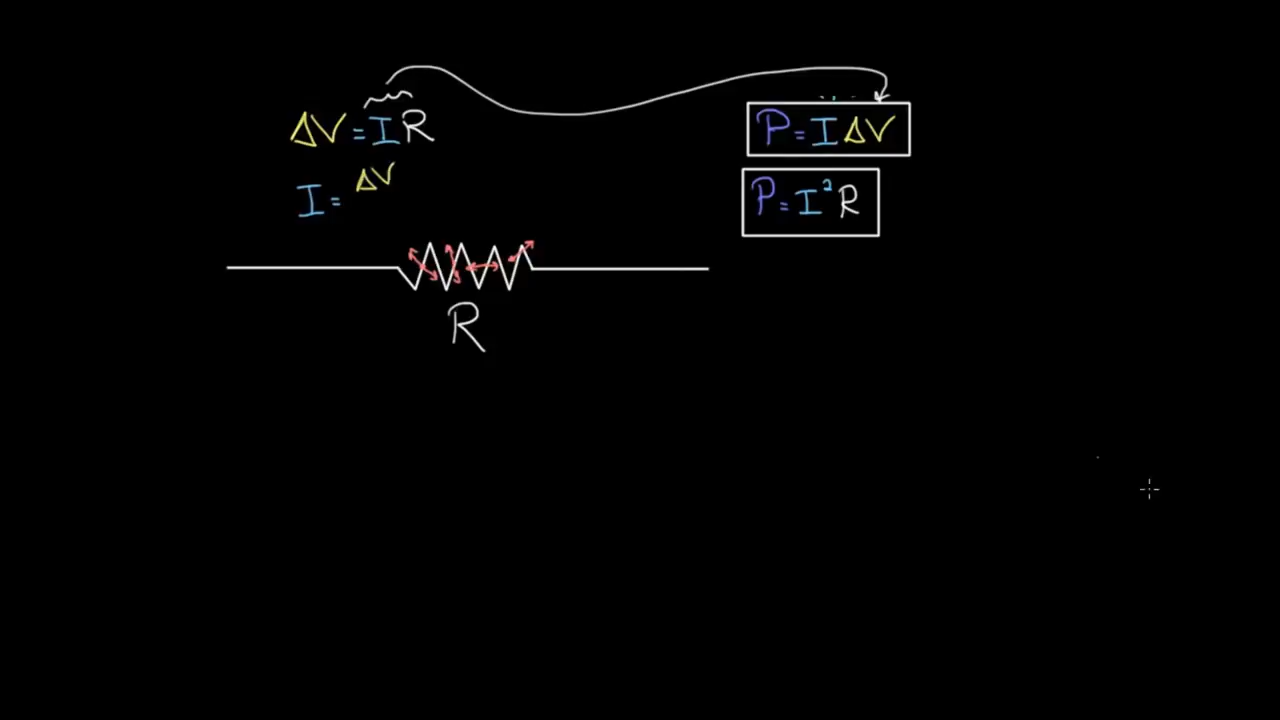 ΔV = IR
P = IΔV
I = ΔV
P = I²R
R